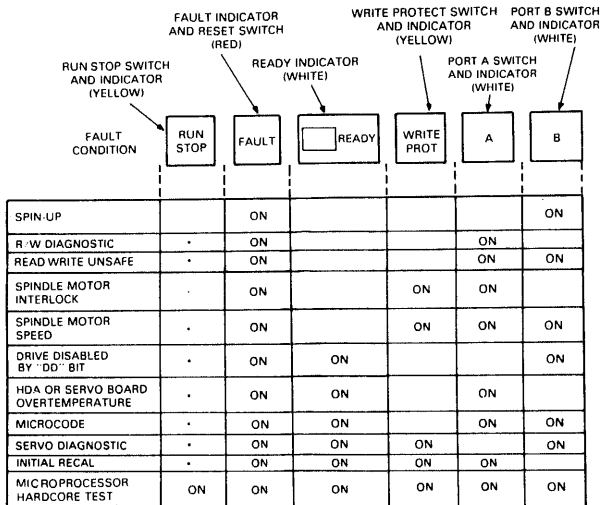 FAULT INDICATOR
AND RESET SWITCH
(RED)
WRITE PROTECT SWITCH
AND INDICATOR
(YELLOW)
PORT B SWITCH
AND INDICATOR
(WHITE)
RUN STOP SWITCH
AND INDICATOR
(YELLOW)
READY INDICATOR
(WHITE)
PORT A SWITCH
AND INDICATOR
(WHITE)
FAULT
CONDITION
RUN
STOP
FAULT
READY
WRITE
PROT
A
B
SPIN-UP ON ON
R/W DIAGNOSTIC * ON ON
READ WRITE UNSAFE * ON ON ON
SPINDLE MOTOR
INTERLOCK * ON ON ON
SPINDLE MOTOR
SPEED * ON ON ON ON
DRIVE DISABLED
BY "DD" BIT * ON ON ON
HDA OR SERVO BOARD
OVERTEMPERATURE * ON ON ON
MICROCODE * ON ON ON ON
SERVO DIAGNOSTIC * ON ON ON ON
INITIAL RECAL * ON ON ON ON
MICROPROCESSOR
HARDCORE TEST ON ON ON ON ON ON